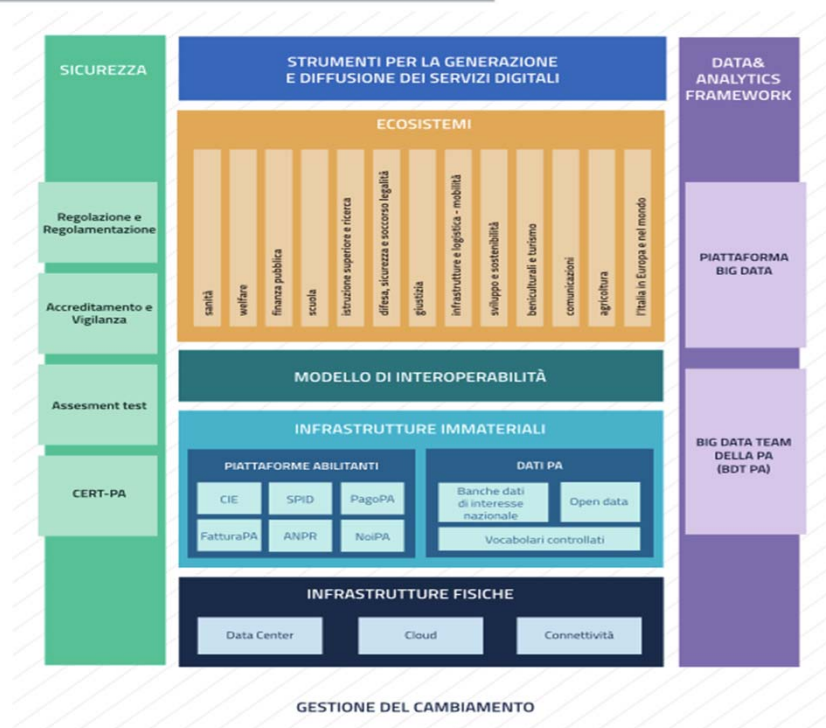 SICUREZZA
Regolazione e
Regolamentazione
Accreditamento e
Vigilanza
Assesment test
CERT-PA
STRUMENTI PER LA GENERAZIONE
E DIFFUSIONE DEI SERVIZI DIGITALI
ECOSISTEMI
sanità
welfare
finanza pubblica
scuola
istruzione superiore e ricerca
difesa, sicurezza e soccorso legalità
giustizia
infrastrutture e logistica - mobilità
sviluppo e sostenibilità
beniculturali e turismo
comunicazioni
agricoltura
l'Italia in Europa e nel mondo
MODELLO DI INTEROPERABILITÀ
INFRASTRUTTURE IMMATERIALI
PIATTAFORME ABILITANTI
CIE
SPID
PagoPA
FatturaPA
ANPR
NoiPA
DATI PA
Banche dati
di interesse
nazionale
Open data
Vocabolari controllati
INFRASTRUTTURE FISICHE
Data Center
Cloud
Connettività
DATA&
ANALYTICS
FRAMEWORK
PIATTAFORMA
BIG DATA
BIG DATA TEAM
DELLA PA
(BDT PA)
GESTIONE DEL CAMBIAMENTO